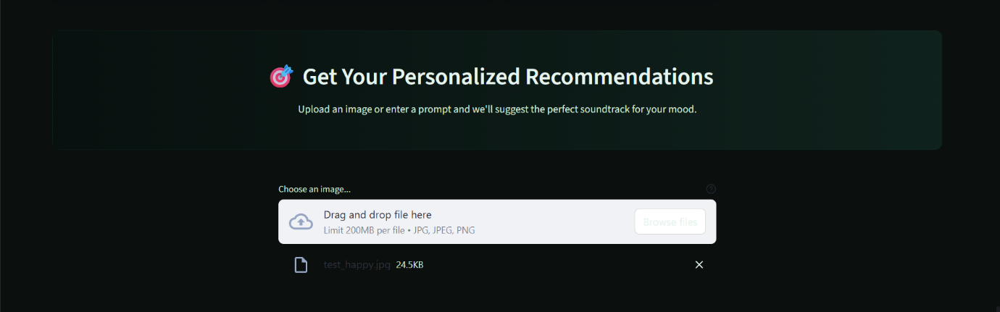 🎯 Get Your Personalized Recommendations
Upload an image or enter a prompt and we'll suggest the perfect soundtrack for your mood.
Choose an image...
Drag and drop file here
Limit 200MB per file • JPG, JPEG, PNG
Browse files
test_happy.jpg 24.5KB